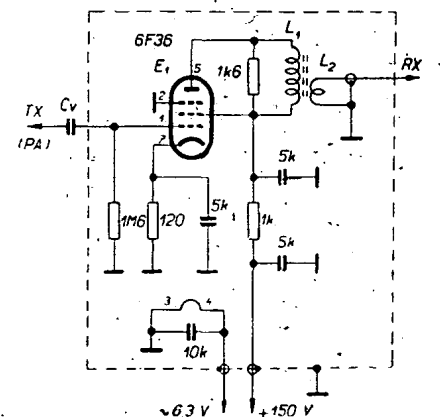 6F36
E₁
L₁
L₂
5
1k6
RX
2
1
7
TX
(PA)
Cv
5k
5k
1M6
120
1k
5k
3
4
10k
~6,3 V
+150 V